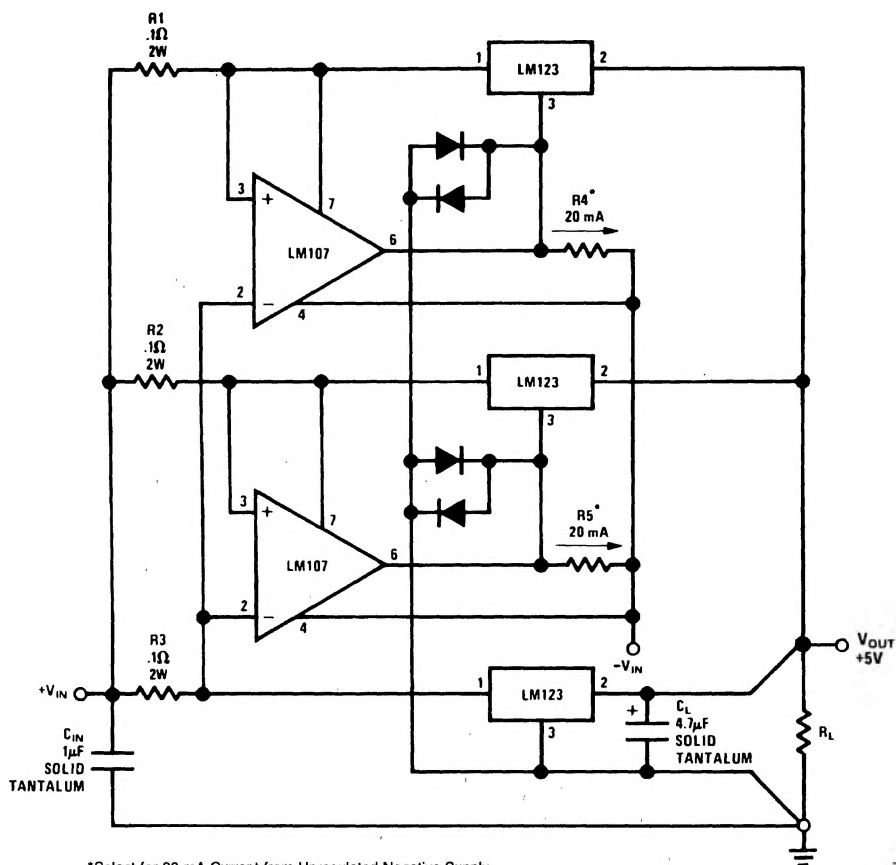 R1
.1Ω
2W
1
LM123
2
3
3
+
7
LM107
6
R4*
20 mA
2
−
4
R2
.1Ω
2W
1
LM123
2
3
3
+
7
LM107
6
R5*
20 mA
2
−
4
R3
.1Ω
2W
+VIN
−VIN
VOUT
+5V
1
LM123
2
3
CIN
1μF
SOLID
TANTALUM
+
CL
4.7μF
SOLID
TANTALUM
RL